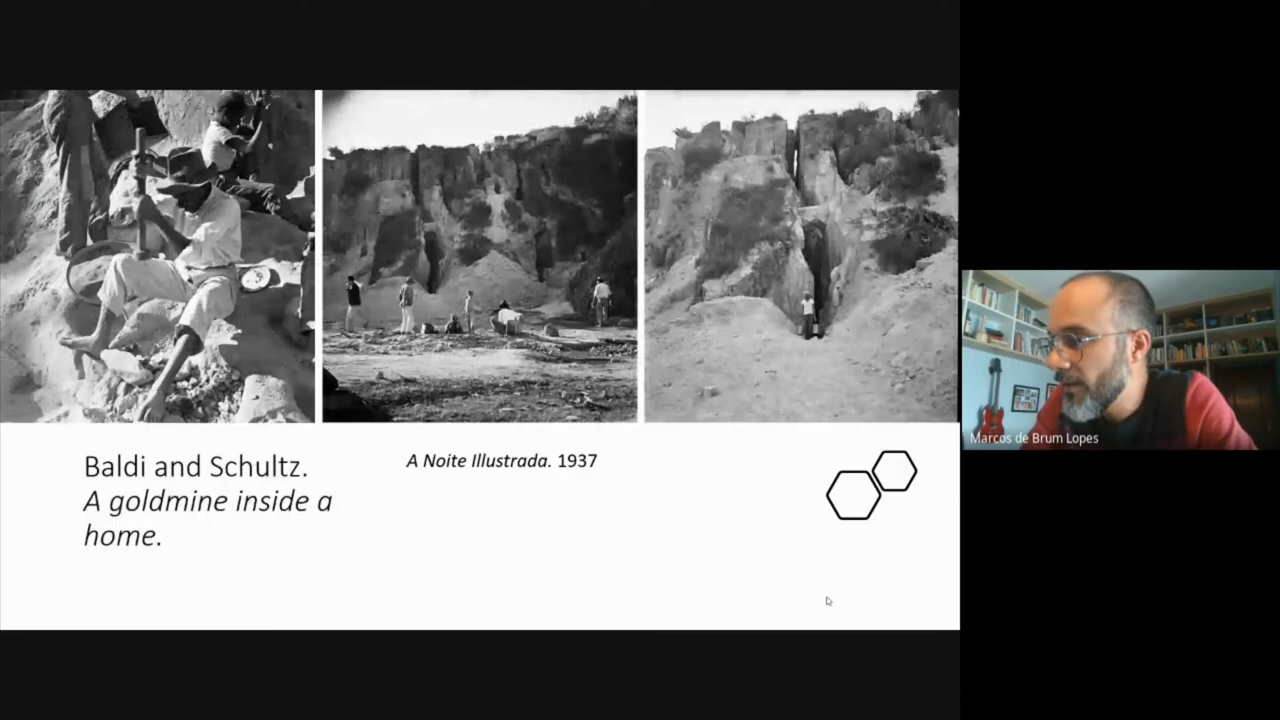 Baldi and Schultz.
A goldmine inside a
home.
A Noite Illustrada. 1937
Marcos de Brum Lopes